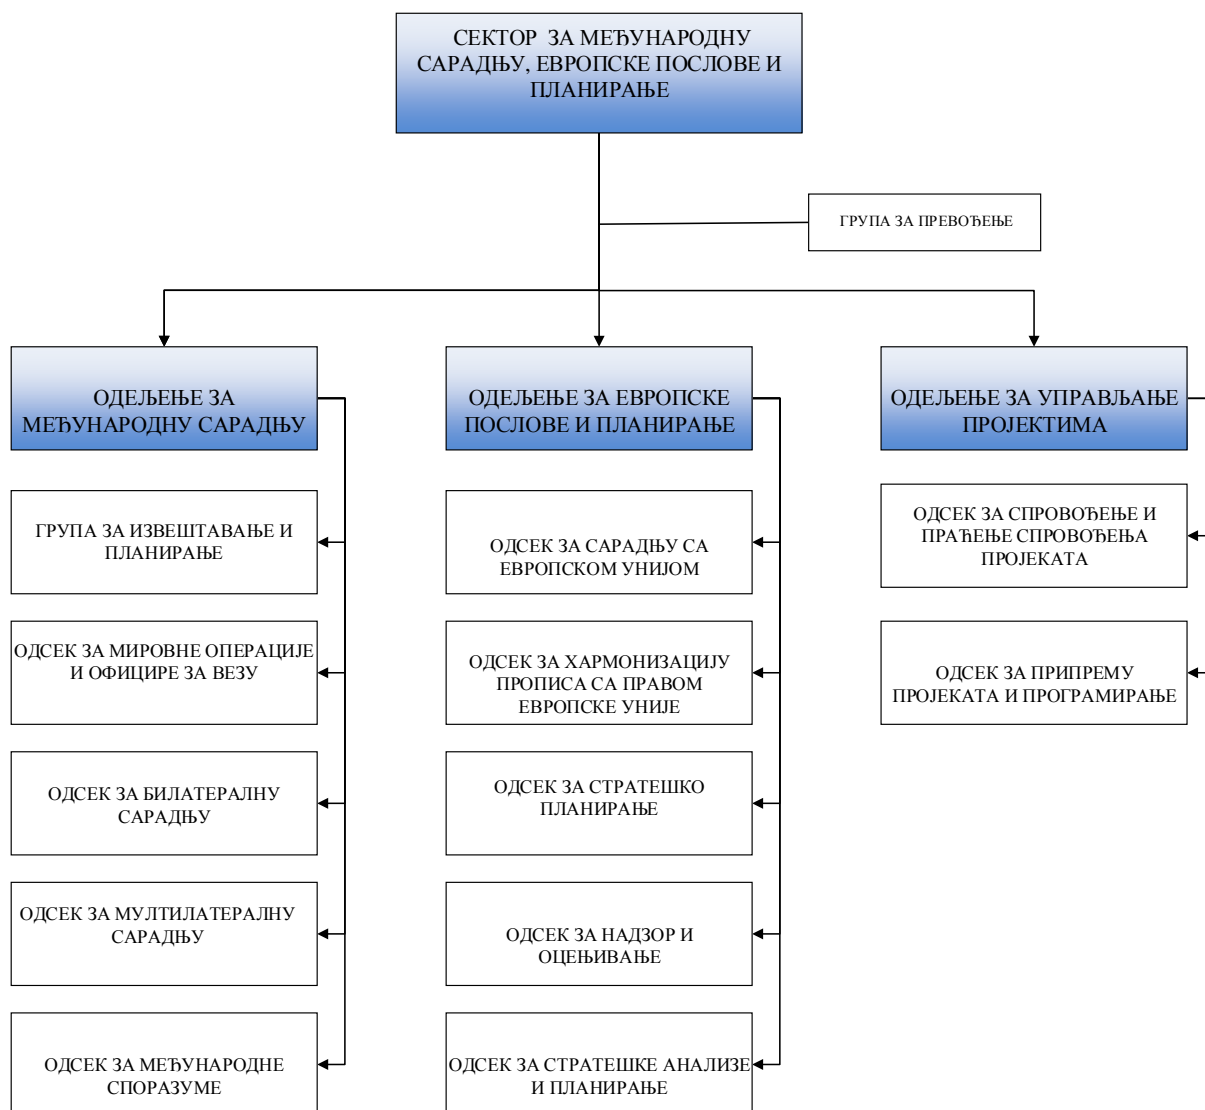 СЕКТОР ЗА МЕЂУНАРОДНУ
САРАДЊУ, ЕВРОПСКЕ ПОСЛОВЕ И
ПЛАНИРАЊЕ
ГРУПА ЗА ПРЕВОЂЕЊЕ
ОДЕЉЕЊЕ ЗА
МЕЂУНАРОДНУ САРАДЊУ
ГРУПА ЗА ИЗВЕШТАВАЊЕ И
ПЛАНИРАЊЕ
ОДСЕК ЗА МИРОВНЕ ОПЕРАЦИЈЕ
И ОФИЦИРЕ ЗА ВЕЗУ
ОДСЕК ЗА БИЛАТЕРАЛНУ
САРАДЊУ
ОДСЕК ЗА МУЛТИЛАТЕРАЛНУ
САРАДЊУ
ОДСЕК ЗА МЕЂУНАРОДНЕ
СПОРАЗУМЕ
ОДЕЉЕЊЕ ЗА ЕВРОПСКЕ
ПОСЛОВЕ И ПЛАНИРАЊЕ
ОДСЕК ЗА САРАДЊУ СА
ЕВРОПСКОМ УНИЈОМ
ОДСЕК ЗА ХАРМОНИЗАЦИЈУ
ПРОПИСА СА ПРАВОМ
ЕВРОПСКЕ УНИЈЕ
ОДСЕК ЗА СТРАТЕШКО
ПЛАНИРАЊЕ
ОДСЕК ЗА НАДЗОР И
ОЦЕЊИВАЊЕ
ОДСЕК ЗА СТРАТЕШКЕ АНАЛИЗЕ
И ПЛАНИРАЊЕ
ОДЕЉЕЊЕ ЗА УПРАВЉАЊЕ
ПРОЈЕКТИМА
ОДСЕК ЗА СПРОВОЂЕЊЕ И
ПРАЋЕЊЕ СПРОВОЂЕЊА
ПРОЈЕКАТА
ОДСЕК ЗА ПРИПРЕМУ
ПРОЈЕКАТА И ПРОГРАМИРАЊЕ